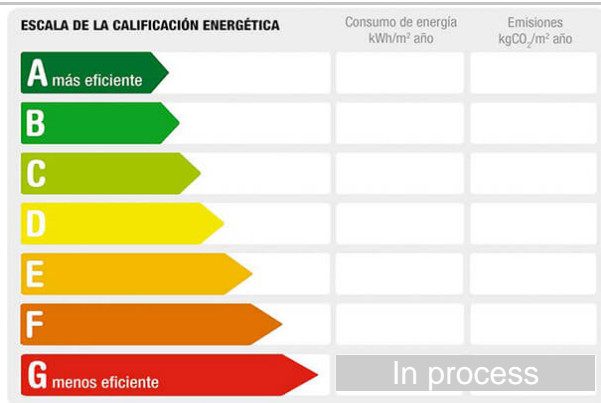 ESCALA DE LA CALIFICACIÓN ENERGÉTICA
Consumo de energía
kWh/m² año
Emisiones
kgCO₂/m² año
A más eficiente
B
C
D
E
F
G menos eficiente
In process